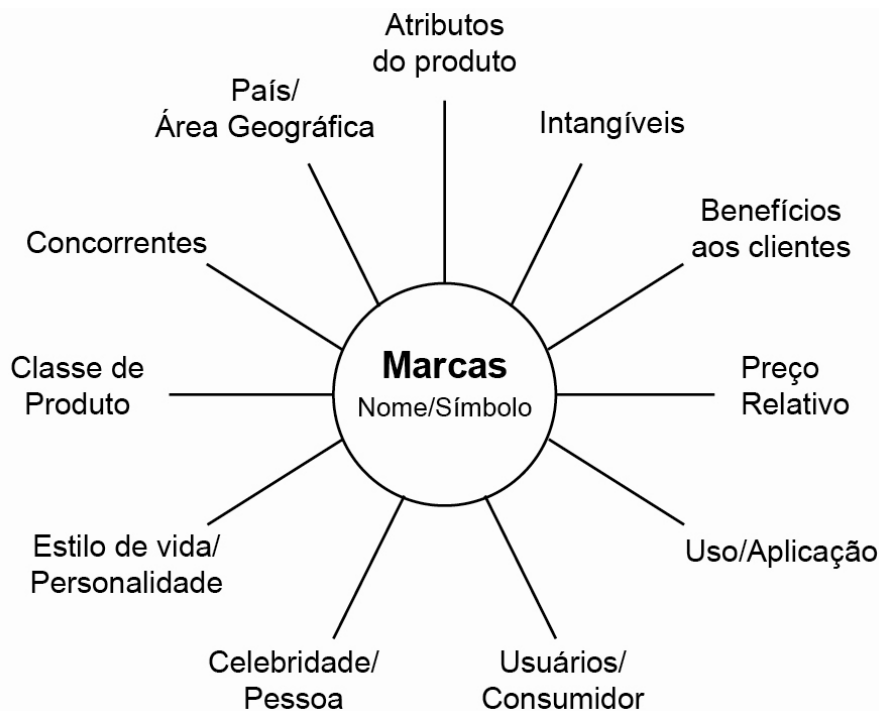 Atributos
do produto
País/
Área Geográfica
Intangíveis
Concorrentes
Benefícios
aos clientes
Classe de
Produto
Marcas
Nome/Símbolo
Preço
Relativo
Estilo de vida/
Personalidade
Uso/Aplicação
Celebridade/
Pessoa
Usuários/
Consumidor